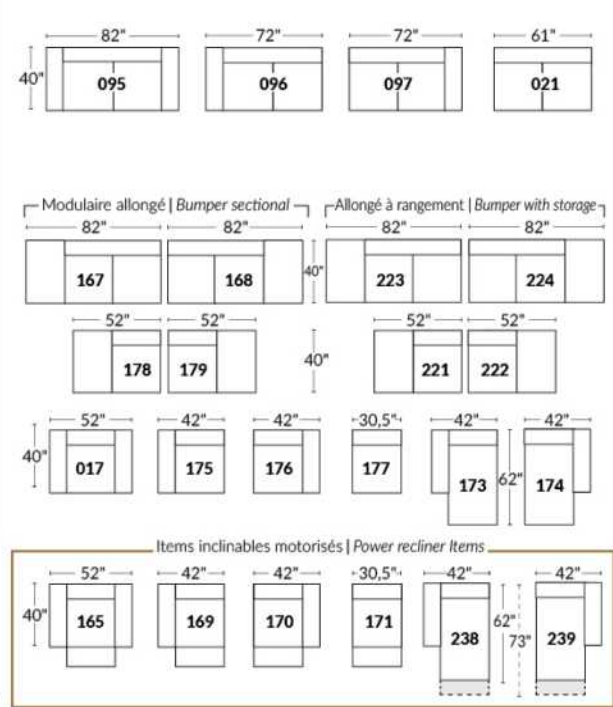 82" 72" 72" 61"
40" 095 096 097 021
Modulaire allongé | Bumper sectional Allongé à rangement | Bumper with storage
82" 82" 82" 82"
167 168 40" 223 224
52" 52" 52" 52"
178 179 40" 221 222
52" 42" 42" 30,5" 42" 42"
40" 017 175 176 177 173 62" 174
Items inclinables motorisés | Power recliner Items
52" 42" 42" 30,5" 42" 42"
40" 165 169 170 171 238 62" 73" 239